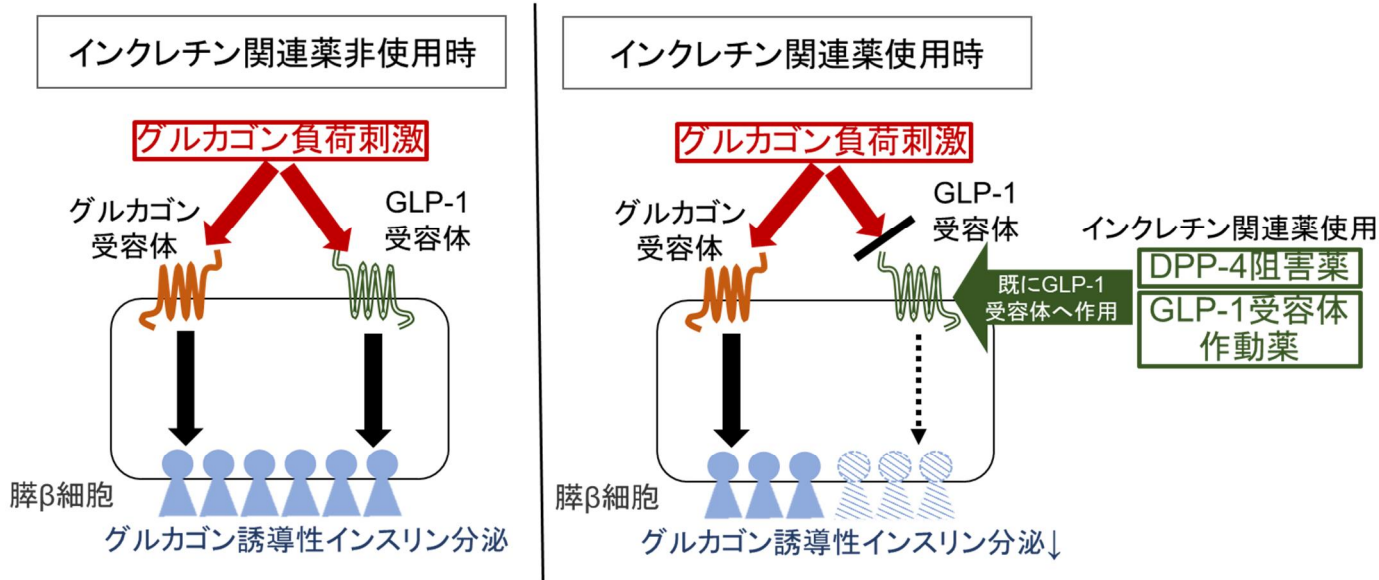 インクレチン関連薬非使用時
グルカゴン負荷刺激
グルカゴン
受容体
GLP-1
受容体
膵β細胞
グルカゴン誘導性インスリン分泌
インクレチン関連薬使用時
グルカゴン負荷刺激
グルカゴン
受容体
GLP-1
受容体
インクレチン関連薬使用
DPP-4阻害薬
GLP-1受容体
作動薬
既にGLP-1
受容体へ作用
膵β細胞
グルカゴン誘導性インスリン分泌↓